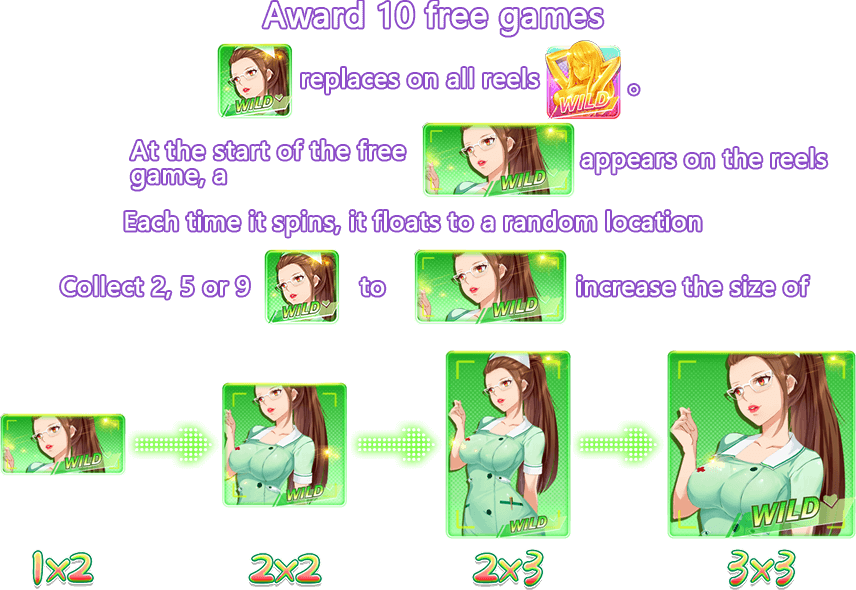 Award 10 free games
WILD replaces on all reels WILD 。
At the start of the free
game, a WILD appears on the reels
Each time it spins, it floats to a random location
Collect 2, 5 or 9 WILD to WILD increase the size of
WILD WILD WILD WILD
1x2 2x2 2x3 3x3